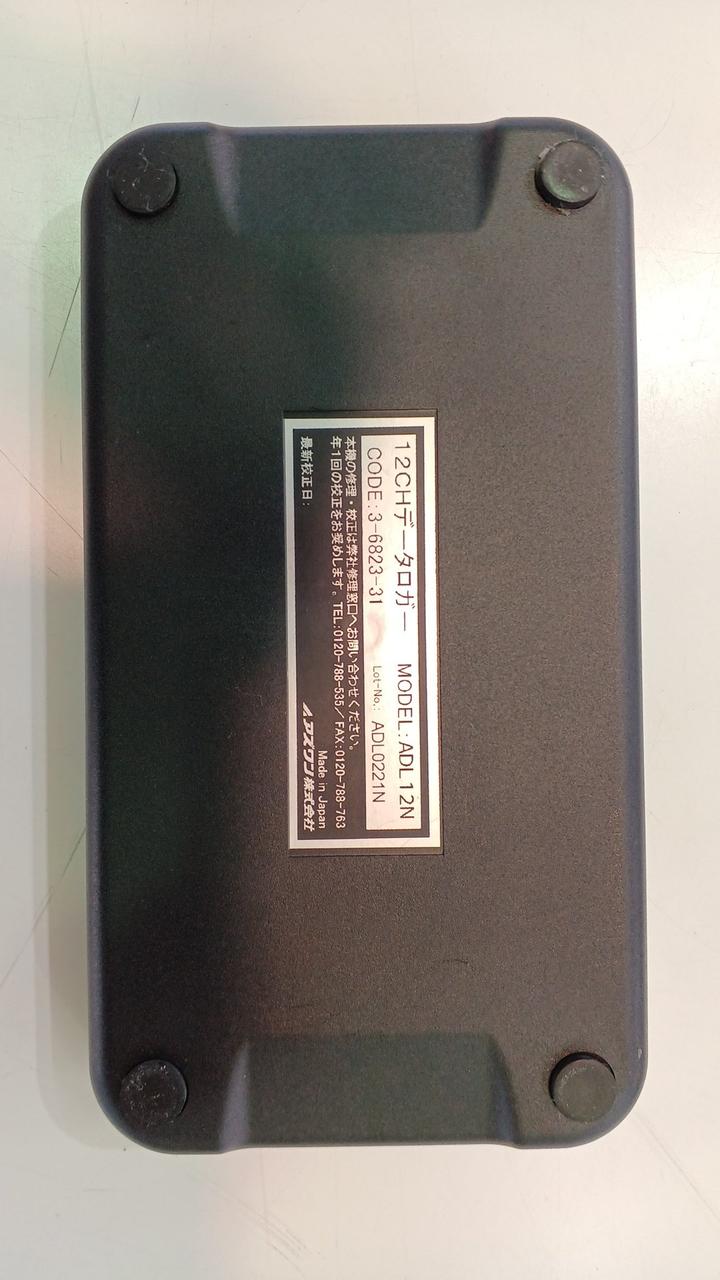 12CHデータロガー MODEL:ADL12N
CODE:3-6823-31 Lot-No.: ADL0221N
本機の修理・校正は弊社修理窓口へお問い合わせください。
年1回の校正をお奨めします。TEL:0120-788-535/FAX:0120-788-763
Made in Japan
最新校正日: アズワン株式会社